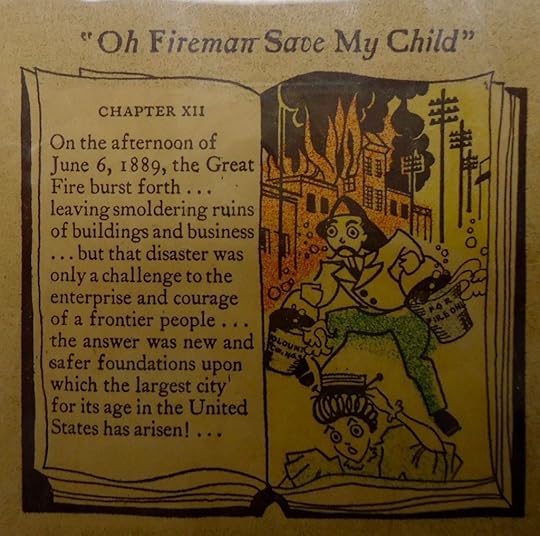 “Oh Fireman Save My Child”
CHAPTER XII
On the afternoon of
June 6, 1889, the Great
Fire burst forth . . .
leaving smoldering ruins
of buildings and business
. . . but that disaster was
only a challenge to the
enterprise and courage
of a frontier people . . .
the answer was new and
safer foundations upon
which the largest city
for its age in the United
States has arisen! . . .
FOR
FIRE ONLY